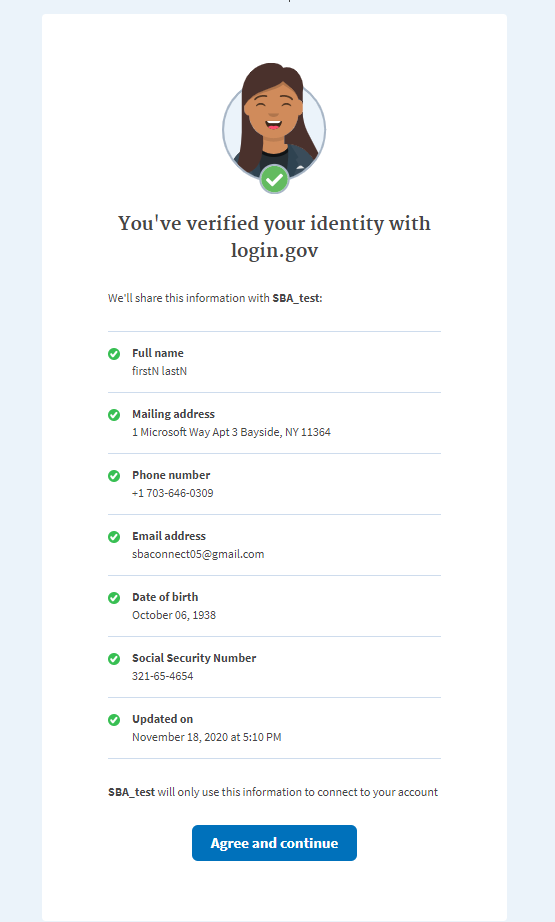 You've verified your identity with
login.gov
We'll share this information with SBA_test:
Full name
firstN lastN
Mailing address
1 Microsoft Way Apt 3 Bayside, NY 11364
Phone number
+1 703-646-0309
Email address
sbaconnect05@gmail.com
Date of birth
October 06, 1938
Social Security Number
321-65-4654
Updated on
November 18, 2020 at 5:10 PM
SBA_test will only use this information to connect to your account
Agree and continue